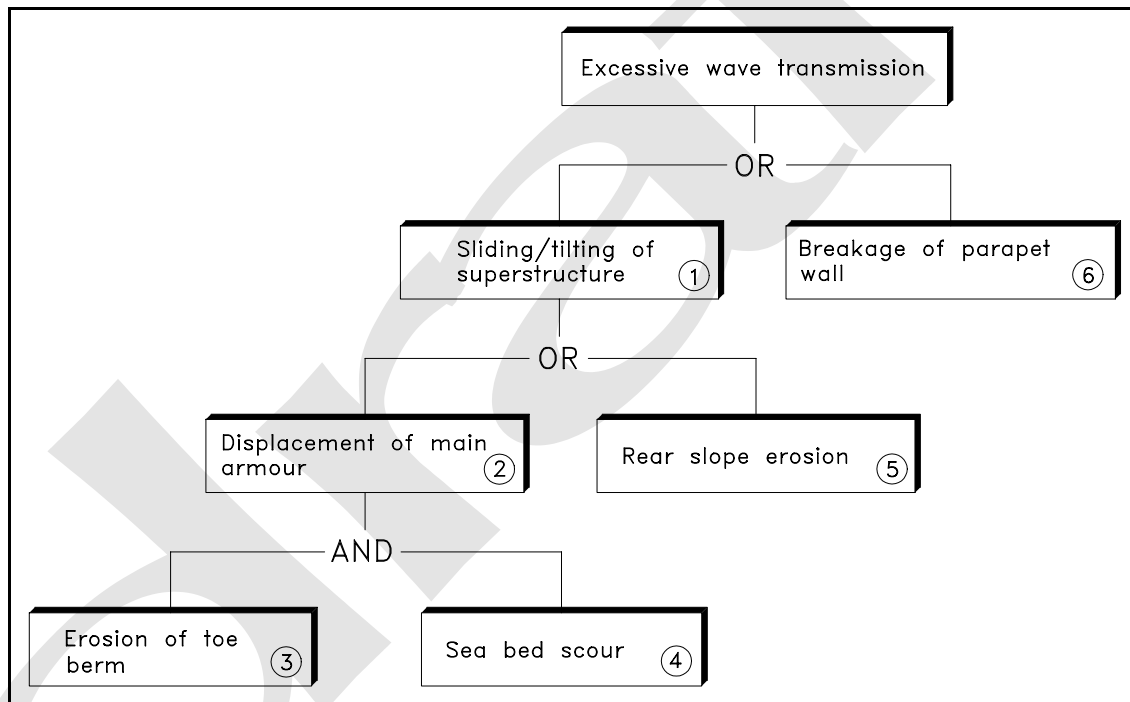 Excessive wave transmission
OR
Sliding/tilting of
superstructure
1
Breakage of parapet
wall
6
OR
Displacement of main
armour
2
Rear slope erosion
5
AND
Erosion of toe
berm
3
Sea bed scour
4